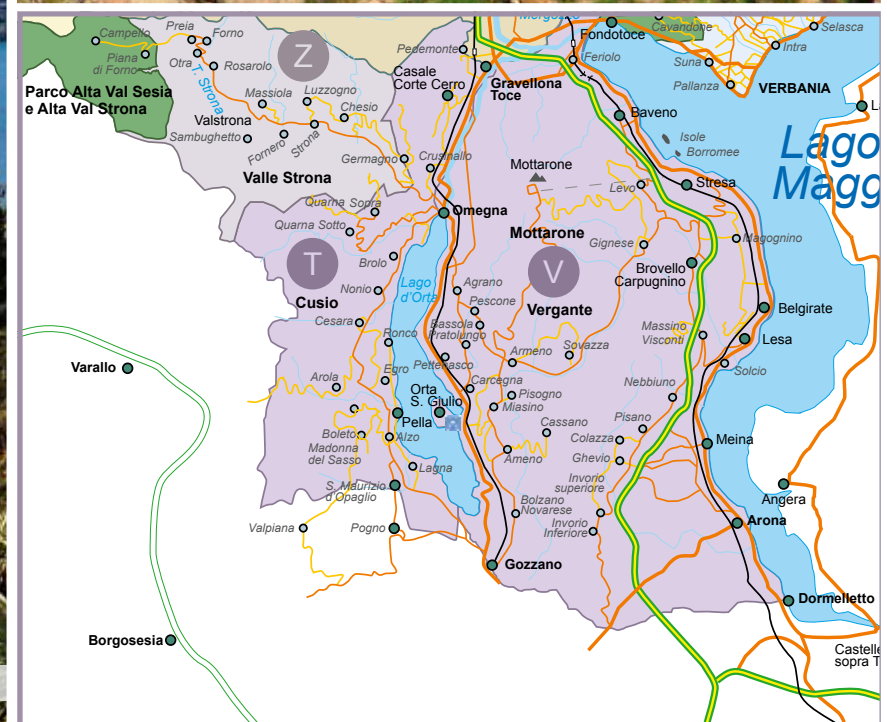 Mergozzo
Campello
Preia
Forno
Piana
di Forno
Otra
Rosarolo
T. Strona
Z
Pedemonte
Fondotoce
Cavandone
Selasca
Feriolo
Suna
Intra
Pallanza
VERBANIA
Parco Alta Val Sesia
e Alta Val Strona
Massiola
Luzzogno
Chesio
Casale
Corte Cerro
Gravellona
Toce
Baveno
Valstrona
Sambughetto
Fornero
Strona
Isole
Borromee
Lago
Magg
Valle Strona
Germagno
Crusinallo
Mottarone
Levo
Stresa
Quarna Sopra
Quarna Sotto
Omegna
Mottarone
Gignese
Magognino
T
Cusio
Brolo
Nonio
Lago
d'Orta
Agrano
Pescone
V
Vergante
Brovello
Carpugnino
Belgirate
Cesara
Ronco
Bassola
Pratolungo
Massino
Visconti
Lesa
Varallo
Arola
Egro
Pettenasco
Armeno
Sovazza
Solcio
Carcegna
Nebbiuno
Orta
S. Giulio
Pisogno
Miasino
Pella
Boleto
Alzo
Cassano
Pisano
Colazza
Meina
Madonna
del Sasso
Lagna
Ameno
Ghevio
S. Maurizio
d'Opaglio
Invorio
superiore
Angera
Valpiana
Pogno
Bolzano
Novarese
Invorio
Inferiore
Arona
Gozzano
Dormelletto
Borgosesia
Castelle
sopra T